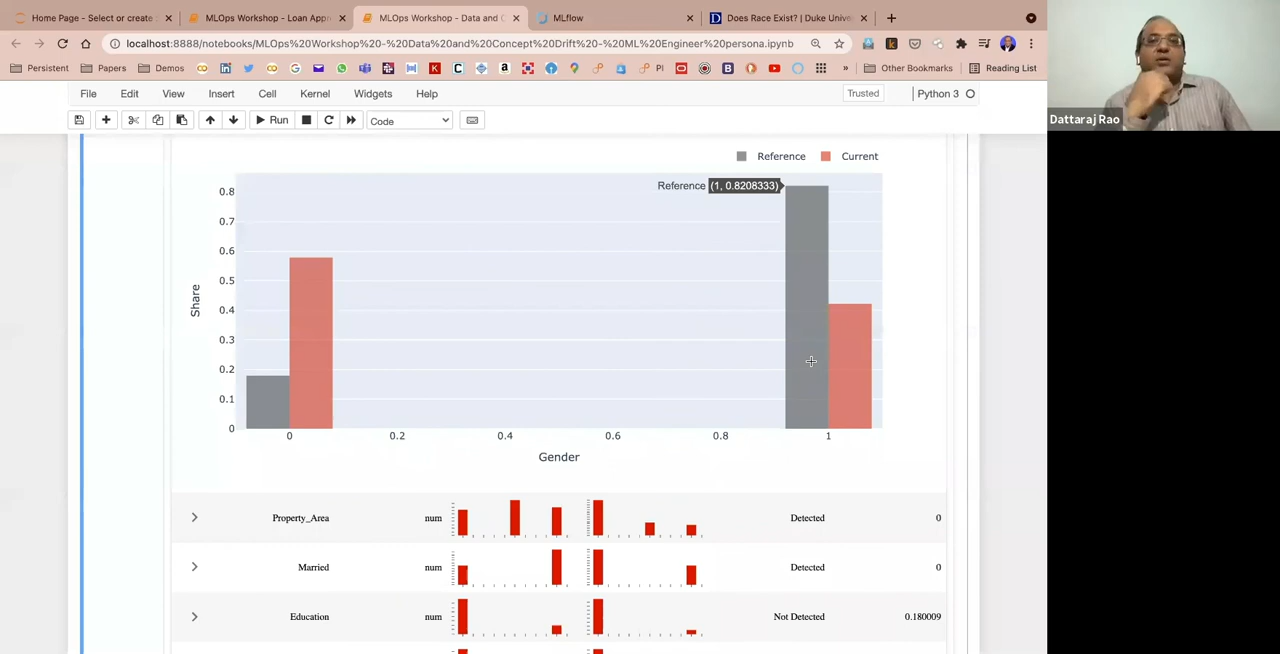 Home Page - Select or create
MLOps Workshop - Loan Appr
MLOps Workshop - Data and C
MLflow
Does Race Exist? | Duke Unive
localhost:8888/notebooks/MLOps%20Workshop%20-%20Data%20and%20Concept%20Drift%20-%20ML%20Engineer%20persona.ipynb
Persistent
Papers
Demos
PI
Other Bookmarks
Reading List
File
Edit
View
Insert
Cell
Kernel
Widgets
Help
Trusted
Python 3
Run
Code
Dattaraj Rao
Reference
Current
Reference (1, 0.8208333)
0.8
0.7
0.6
0.5
0.4
0.3
0.2
0.1
0
Share
0 0.2 0.4 0.6 0.8 1
Gender
Property_Area num Detected 0
Married num Detected 0
Education num Not Detected 0.180009